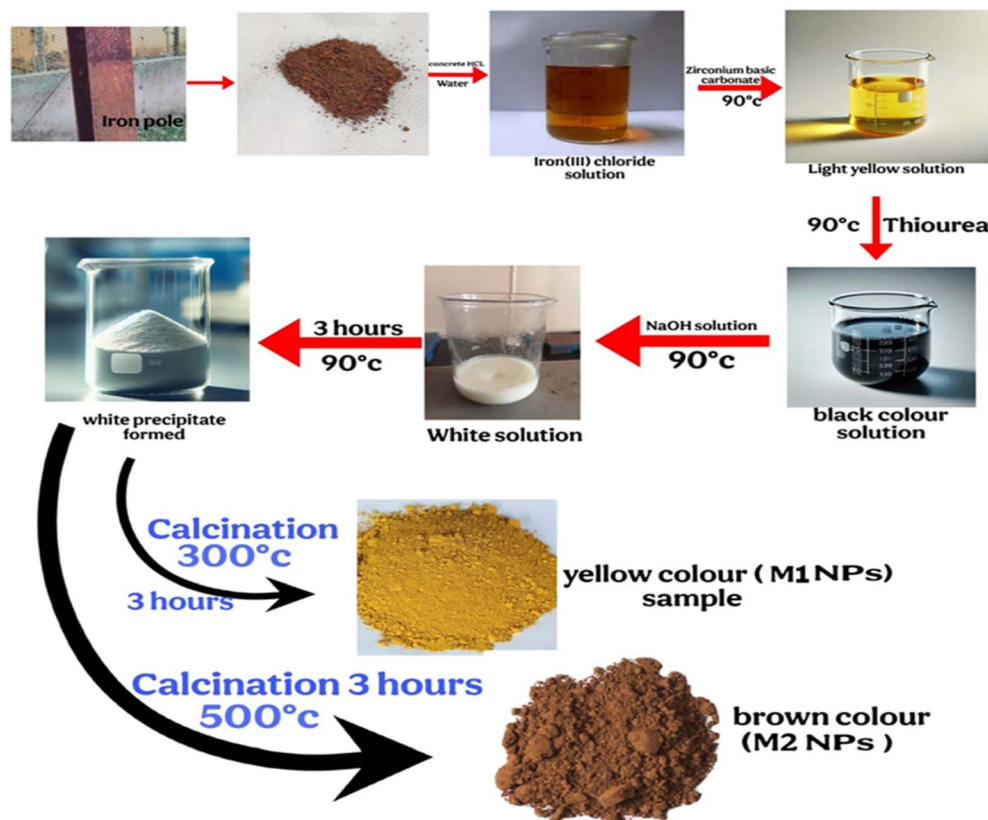 Iron pole
concrete HCL
Water
Iron(III) chloride
solution
Zirconium basic
carbonate
90°c
Light yellow solution
90°c Thiourea
black colour
solution
NaOH solution
90°c
White solution
3 hours
90°c
white precipitate
formed
Calcination
300°c
3 hours
yellow colour (M1 NPs)
sample
Calcination 3 hours
500°c
brown colour
(M2 NPs )